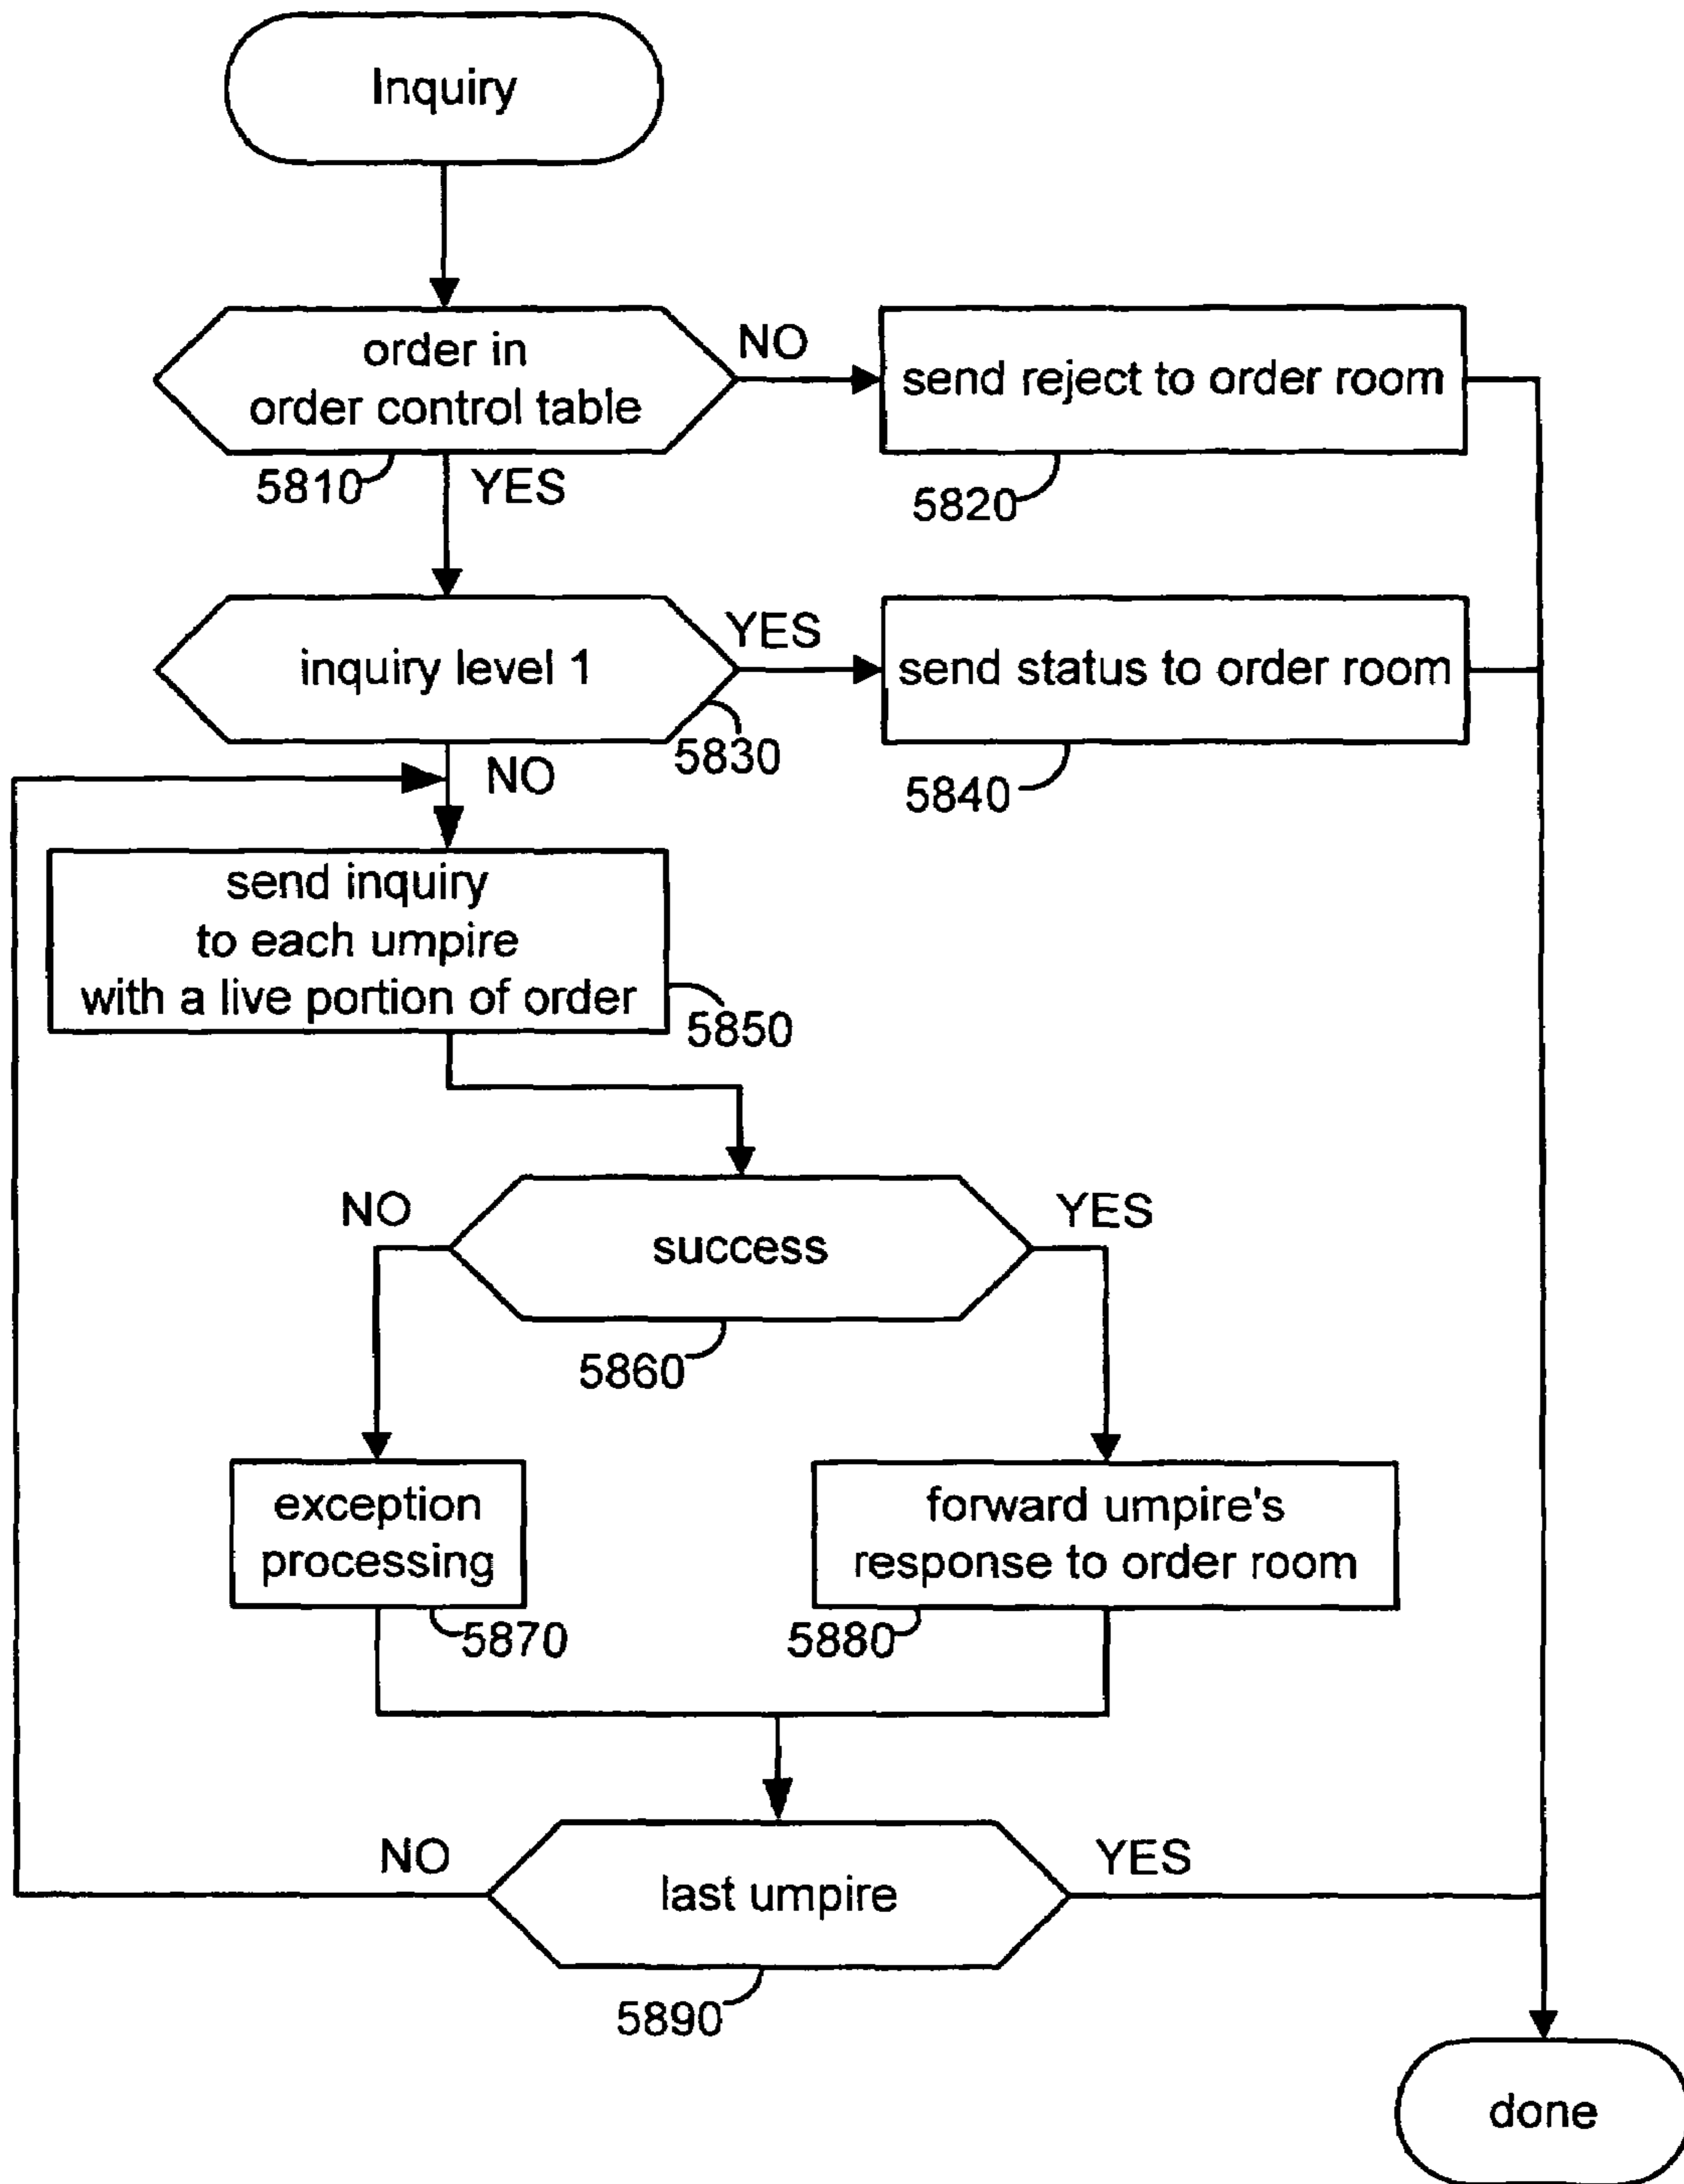 Inquiry
order in
order control table
NO
send reject to order room
5810
YES
5820
inquiry level 1
YES
send status to order room
5830
NO
5840
send inquiry
to each umpire
with a live portion of order
5850
NO
success
YES
5860
exception
processing
forward umpire's
response to order room
5870
5880
NO
last umpire
YES
5890
done